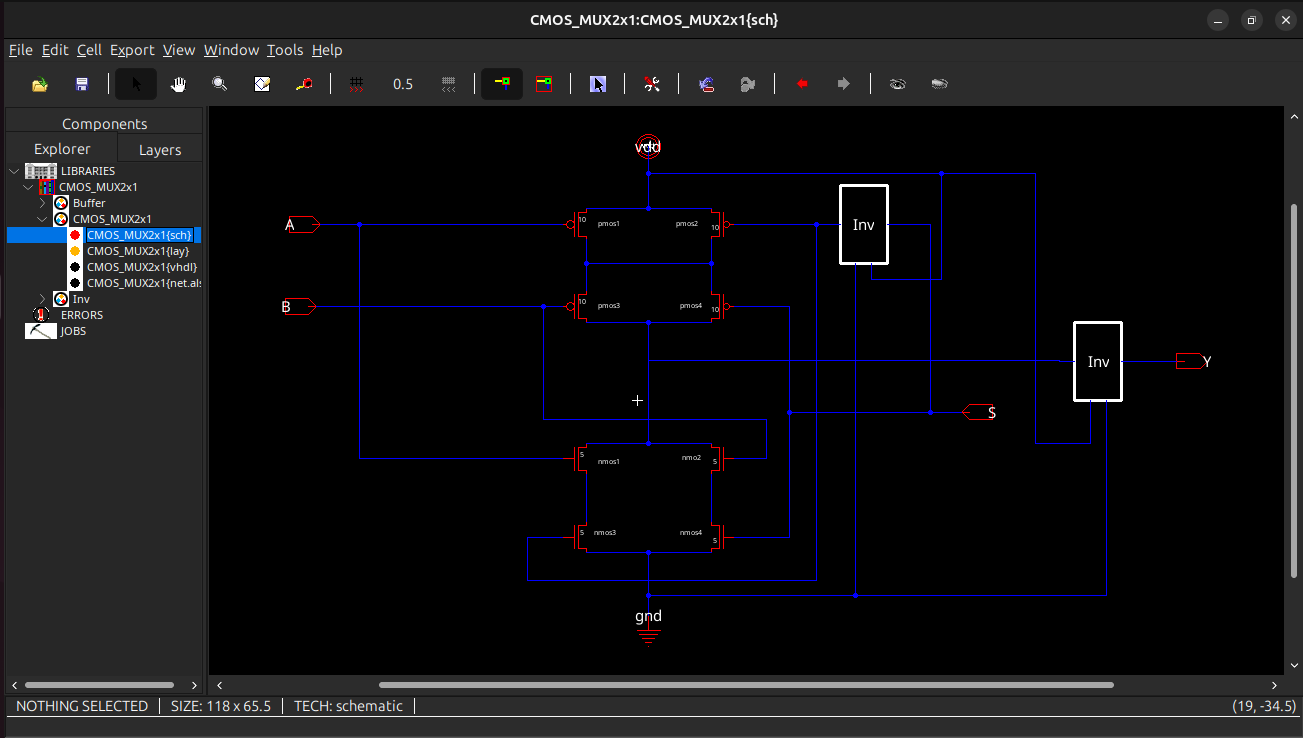 CMOS_MUX2x1:CMOS_MUX2x1{sch}
File Edit Cell Export View Window Tools Help
0.5
Components
Explorer Layers
LIBRARIES
CMOS_MUX2x1
Buffer
CMOS_MUX2x1
CMOS_MUX2x1{sch}
CMOS_MUX2x1{lay}
CMOS_MUX2x1{vhdl}
CMOS_MUX2x1{net.als
Inv
ERRORS
JOBS
vdd
A
10 pmos1 pmos2 10
Inv
B
10 pmos3 pmos4 10
Inv
Y
S
5 nmos1 nmo2 5
5 nmos3 nmos4 5
gnd
NOTHING SELECTED SIZE: 118 x 65.5 TECH: schematic (19, -34.5)